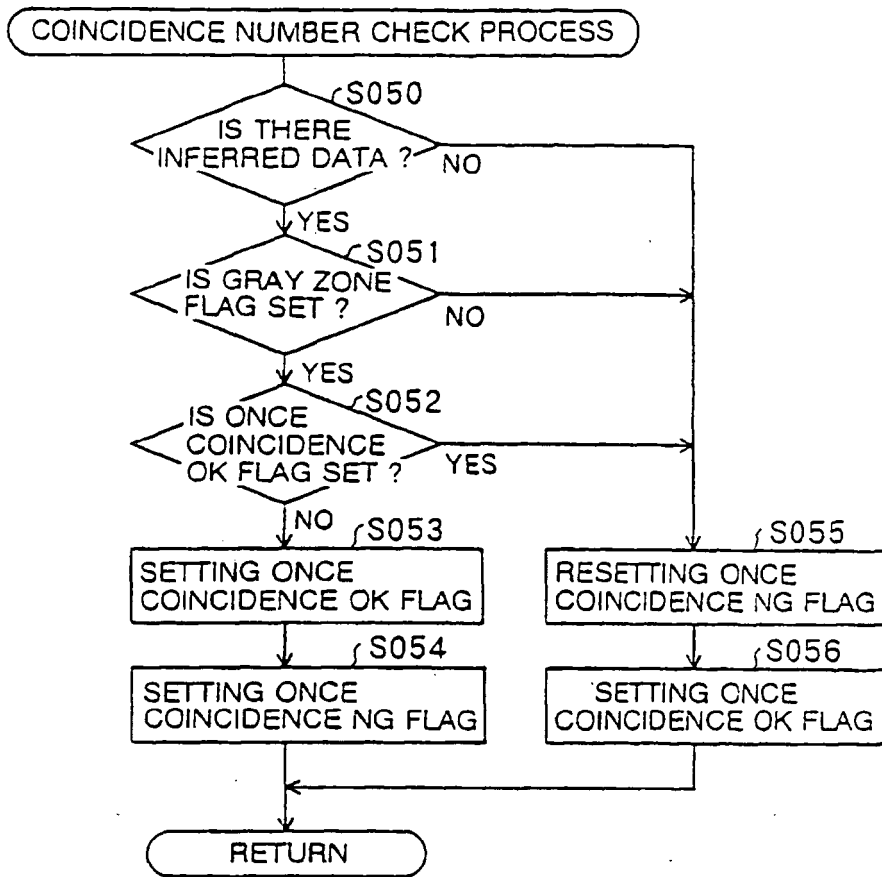 COINCIDENCE NUMBER CHECK PROCESS
S050
IS THERE
INFERRED DATA ?
NO
YES
S051
IS GRAY ZONE
FLAG SET ?
NO
YES
S052
IS ONCE
COINCIDENCE
OK FLAG SET ?
YES
NO
S053
SETTING ONCE
COINCIDENCE OK FLAG
S054
SETTING ONCE
COINCIDENCE NG FLAG
S055
RESETTING ONCE
COINCIDENCE NG FLAG
S056
SETTING ONCE
COINCIDENCE OK FLAG
RETURN